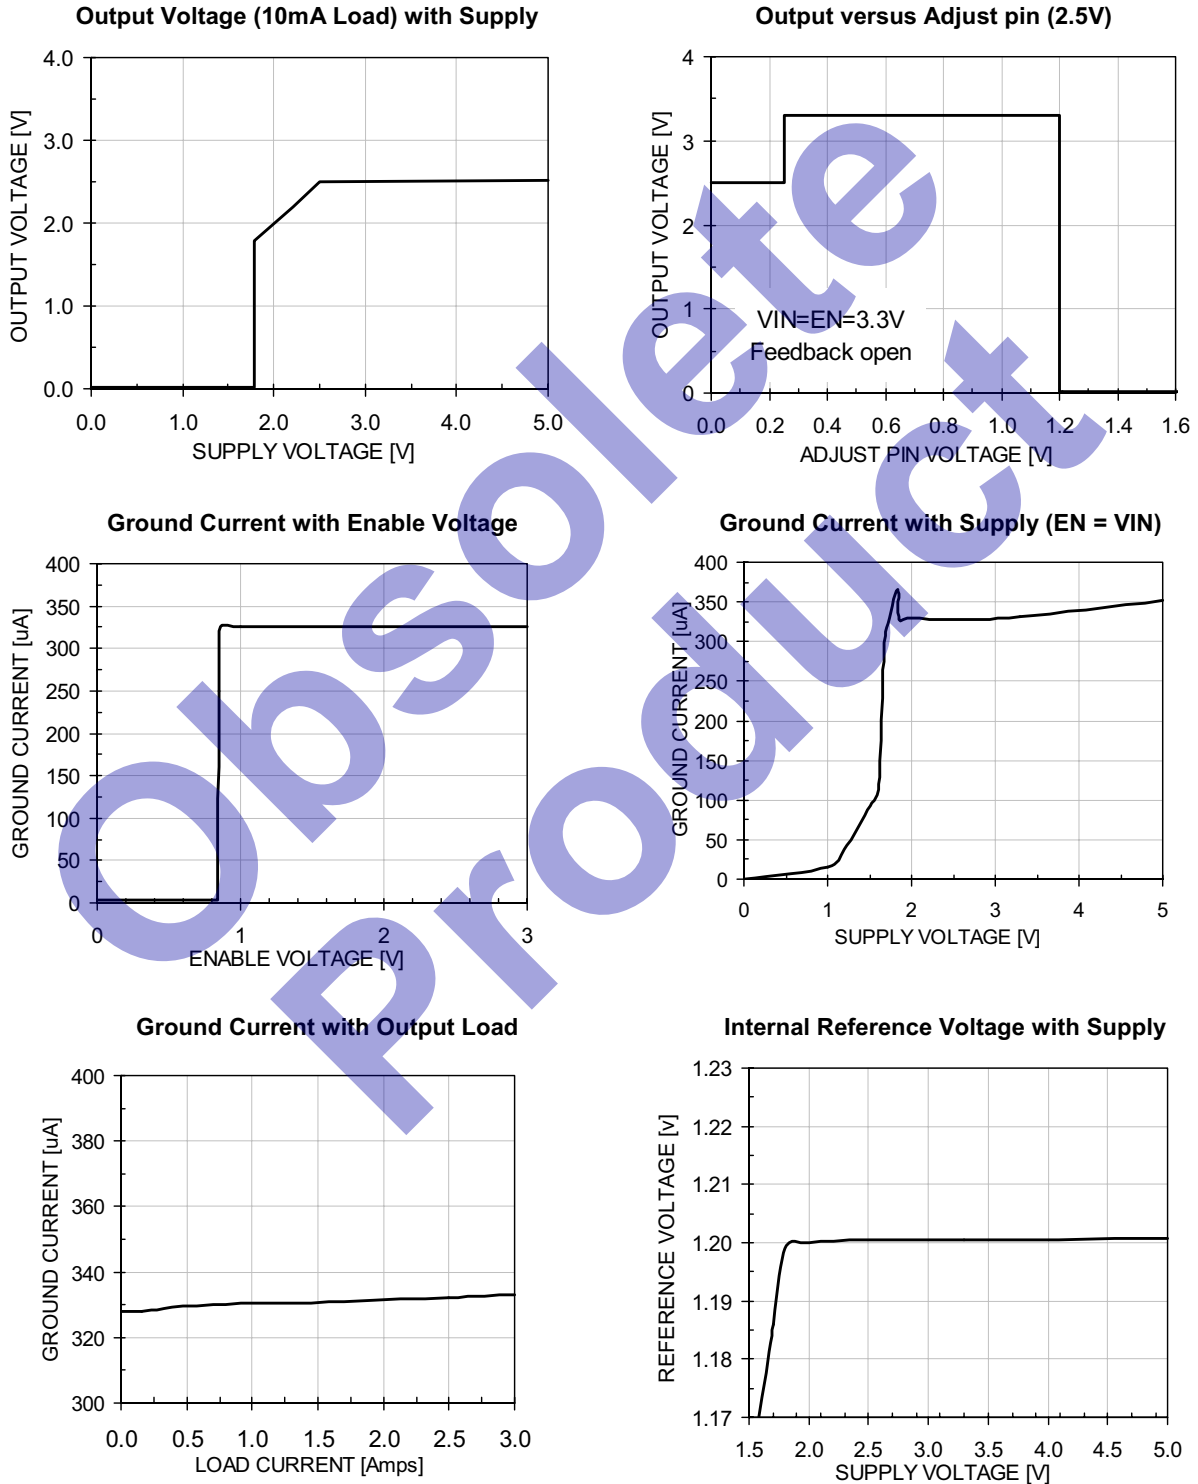 Output Voltage (10mA Load) with Supply
4.0
3.0
2.0
1.0
0.0
OUTPUT VOLTAGE [V]
0.0 1.0 2.0 3.0 4.0 5.0
SUPPLY VOLTAGE [V]
Output versus Adjust pin (2.5V)
4
3
2
1
0
OUTPUT VOLTAGE [V]
VIN=EN=3.3V
Feedback open
0.0 0.2 0.4 0.6 0.8 1.0 1.2 1.4 1.6
ADJUST PIN VOLTAGE [V]
Ground Current with Enable Voltage
400
350
300
250
200
150
100
50
0
GROUND CURRENT [uA]
0 1 2 3
ENABLE VOLTAGE [V]
Ground Current with Supply (EN = VIN)
400
350
300
250
200
150
100
50
0
GROUND CURRENT [uA]
0 1 2 3 4 5
SUPPLY VOLTAGE [V]
Ground Current with Output Load
400
380
360
340
320
300
GROUND CURRENT [uA]
0.0 0.5 1.0 1.5 2.0 2.5 3.0
LOAD CURRENT [Amps]
Internal Reference Voltage with Supply
1.23
1.22
1.21
1.20
1.19
1.18
1.17
REFERENCE VOLTAGE [v]
1.5 2.0 2.5 3.0 3.5 4.0 4.5 5.0
SUPPLY VOLTAGE [V]
Obsolete
Product